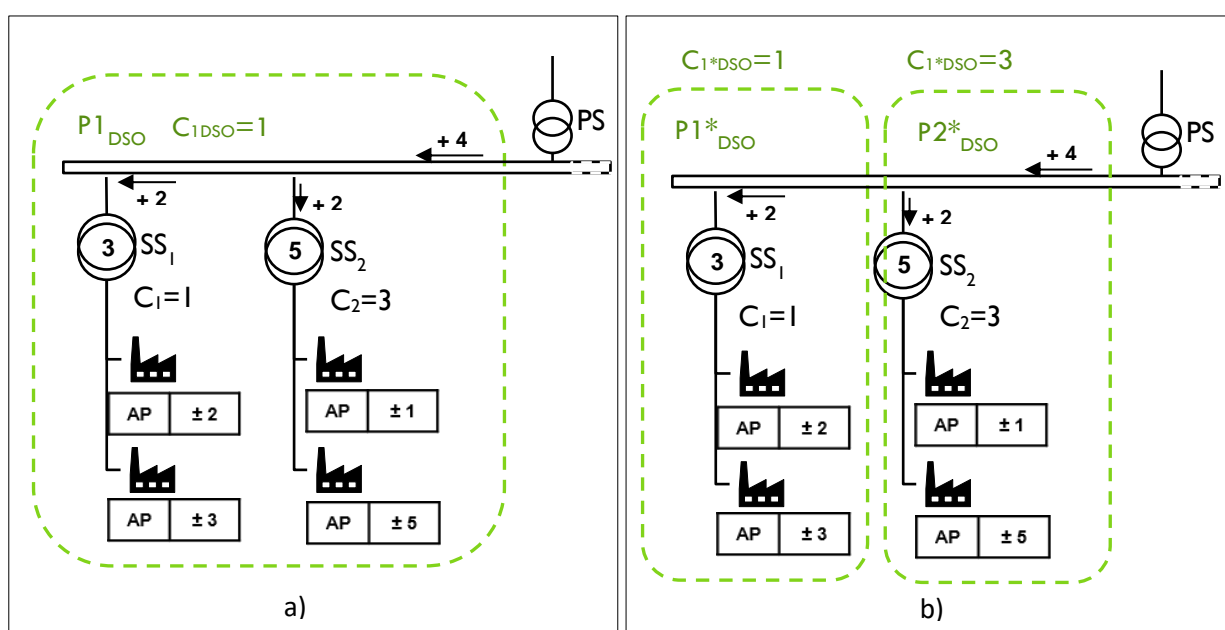 P1DSO C1DSO=1
PS
+ 4
+ 2
+ 2
3 SS1
5 SS2
C1=1
C2=3
AP ± 2
AP ± 1
AP ± 3
AP ± 5
a)
C1*DSO=1
C1*DSO=3
P1*DSO
P2*DSO
PS
+ 4
+ 2
+ 2
3 SS1
5 SS2
C1=1
C2=3
AP ± 2
AP ± 1
AP ± 3
AP ± 5
b)